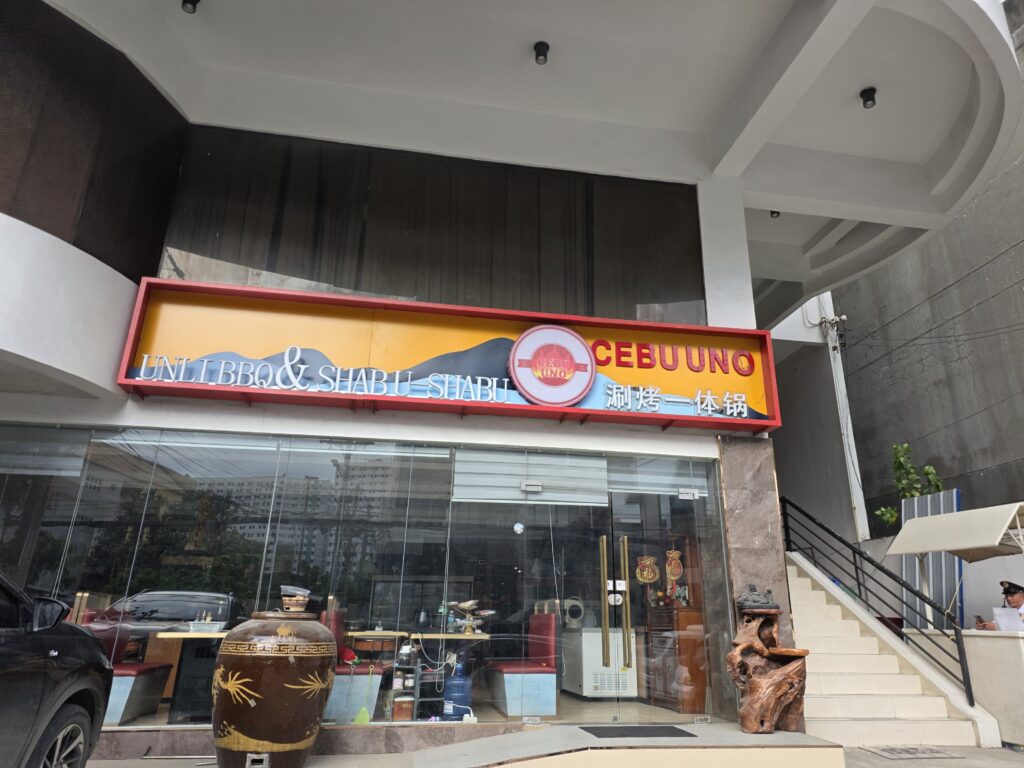 UNLI BBQ & SHABU SHABU
CEBU
UNO
CEBU UNO
涮烤一体锅